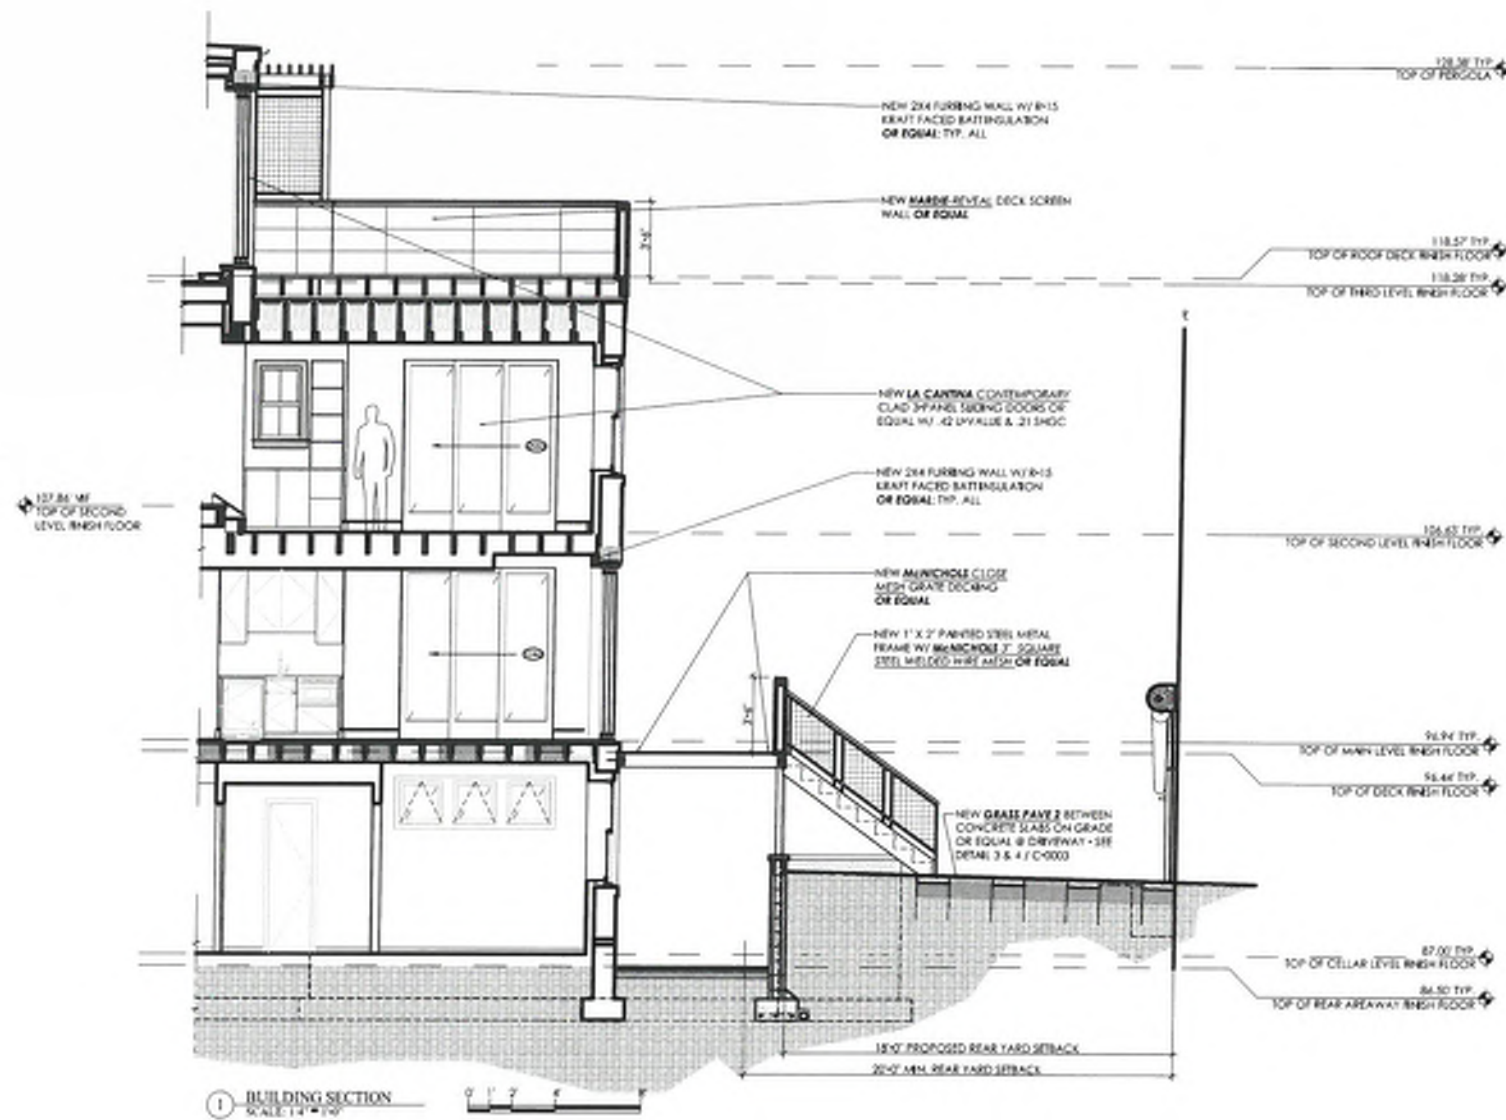 128.38' TYP.
TOP OF PERGOLA
NEW 2X4 FURRING WALL W/ R-15
KRAFT FACED BATT INSULATION
OR EQUAL; TYP. ALL
NEW HARDIE-REVEAL DECK SCREEN
WALL OR EQUAL
3'-6"
118.57' TYP.
TOP OF ROOF DECK FINISH FLOOR
118.28' TYP.
TOP OF THIRD LEVEL FINISH FLOOR
NEW LA CANTINA CONTEMPORARY
CLAD 3-PANEL SLIDING DOORS OR
EQUAL W/ .42 U-VALUE & .21 SHGC
NEW 2X4 FURRING WALL W/ R-15
KRAFT FACED BATT INSULATION
OR EQUAL; TYP. ALL
107.86' VIF
TOP OF SECOND
LEVEL FINISH FLOOR
106.63' TYP.
TOP OF SECOND LEVEL FINISH FLOOR
NEW McNICHOLS CLOSE
MESH GRATE DECKING
OR EQUAL
NEW 1" X 2" PAINTED STEEL METAL
FRAME W/ McNICHOLS 3" SQUARE
STEEL WELDED WIRE MESH OR EQUAL
3'-6"
96.94' TYP.
TOP OF MAIN LEVEL FINISH FLOOR
96.44' TYP.
TOP OF DECK FINISH FLOOR
NEW GRASS PAVE 2 BETWEEN
CONCRETE SLABS ON GRADE
OR EQUAL @ DRIVEWAY - SEE
DETAIL 3 & 4 / C-0003
87.00' TYP.
TOP OF CELLAR LEVEL FINISH FLOOR
86.50' TYP.
TOP OF REAR AREAWAY FINISH FLOOR
18'-0" PROPOSED REAR YARD SETBACK
20'-0" MIN. REAR YARD SETBACK
1 BUILDING SECTION
SCALE: 1/4" = 1'-0"
0' 1' 2' 4' 8'